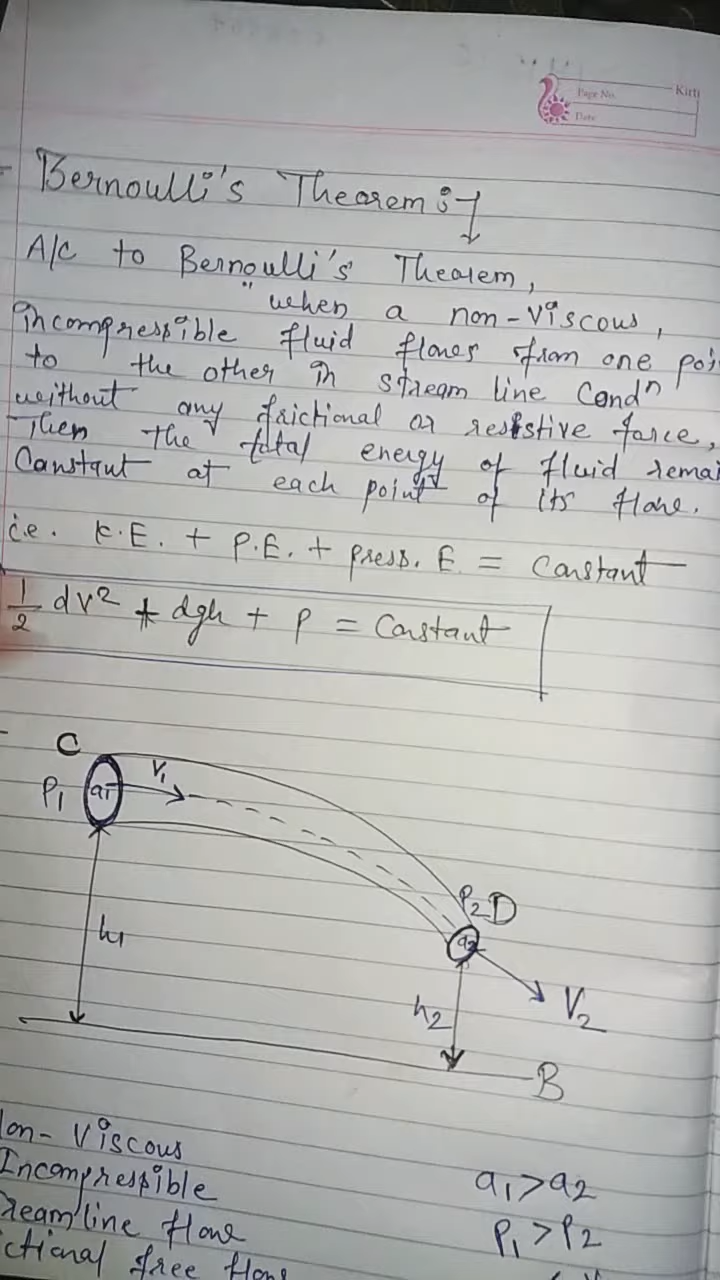 Kirti
Page No.
Date
Bernoulli's Theorem :-
A/C to Bernoulli's Theorem,
"when a non-viscous,
incompressible fluid flows from one poi
to the other in stream line Condⁿ
without any frictional or resistive force,
Then the total energy of fluid remai
Constant at each point of its flow.
i.e. K.E. + P.E. + press. E. = Constant
1/2 dv² + dgh + P = Constant
C
P₁ a₁ V₁
P₂ D
a₂
h₁
h₂ V₂
B
Non-Viscous
Incompressible a₁>a₂
reamline flow P₁>P₂
ctional free flow